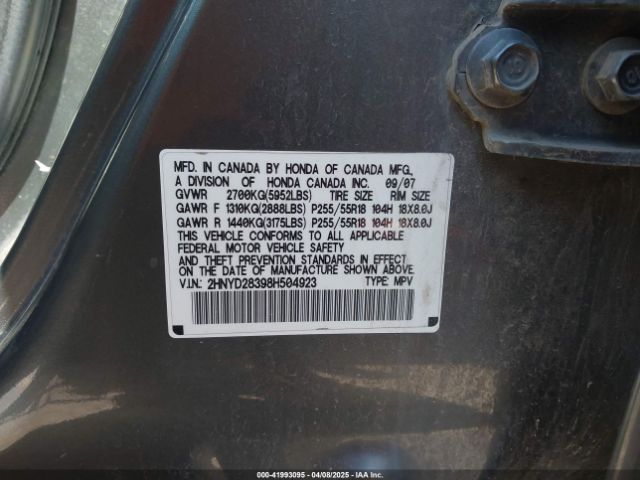 MFD. IN CANADA BY HONDA OF CANADA MFG.,
A DIVISION OF HONDA CANADA INC. 09/07
GVWR 2700KG(5952LBS) TIRE SIZE RIM SIZE
GAWR F 1310KG(2888LBS) P255/55R18 104H 18X8.0J
GAWR R 1440KG(3175LBS) P255/55R18 104H 18X8.0J
THIS VEHICLE CONFORMS TO ALL APPLICABLE
FEDERAL MOTOR VEHICLE SAFETY
AND THEFT PREVENTION STANDARDS IN EFFECT
ON THE DATE OF MANUFACTURE SHOWN ABOVE.
V.I.N.: 2HNYD28398H504923 TYPE: MPV
000-41993095 04/08/2025 IAAI.COM